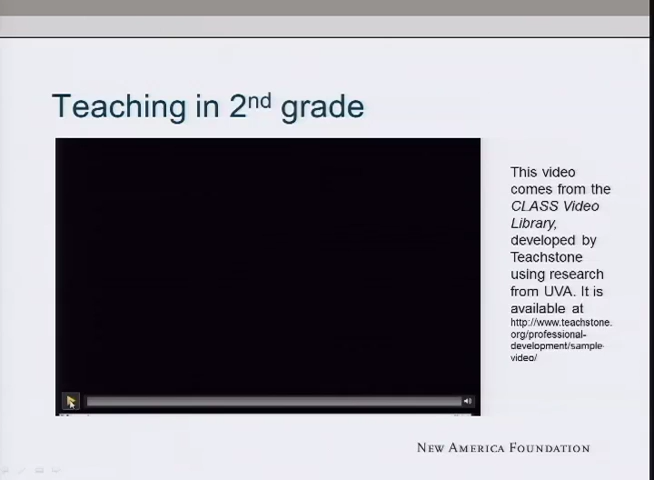 Teaching in 2nd grade
This video
comes from the
CLASS Video
Library,
developed by
Teachstone
using research
from UVA. It is
available at
http://www.teachstone.
org/professional-
development/sample-
video/
NEW AMERICA FOUNDATION